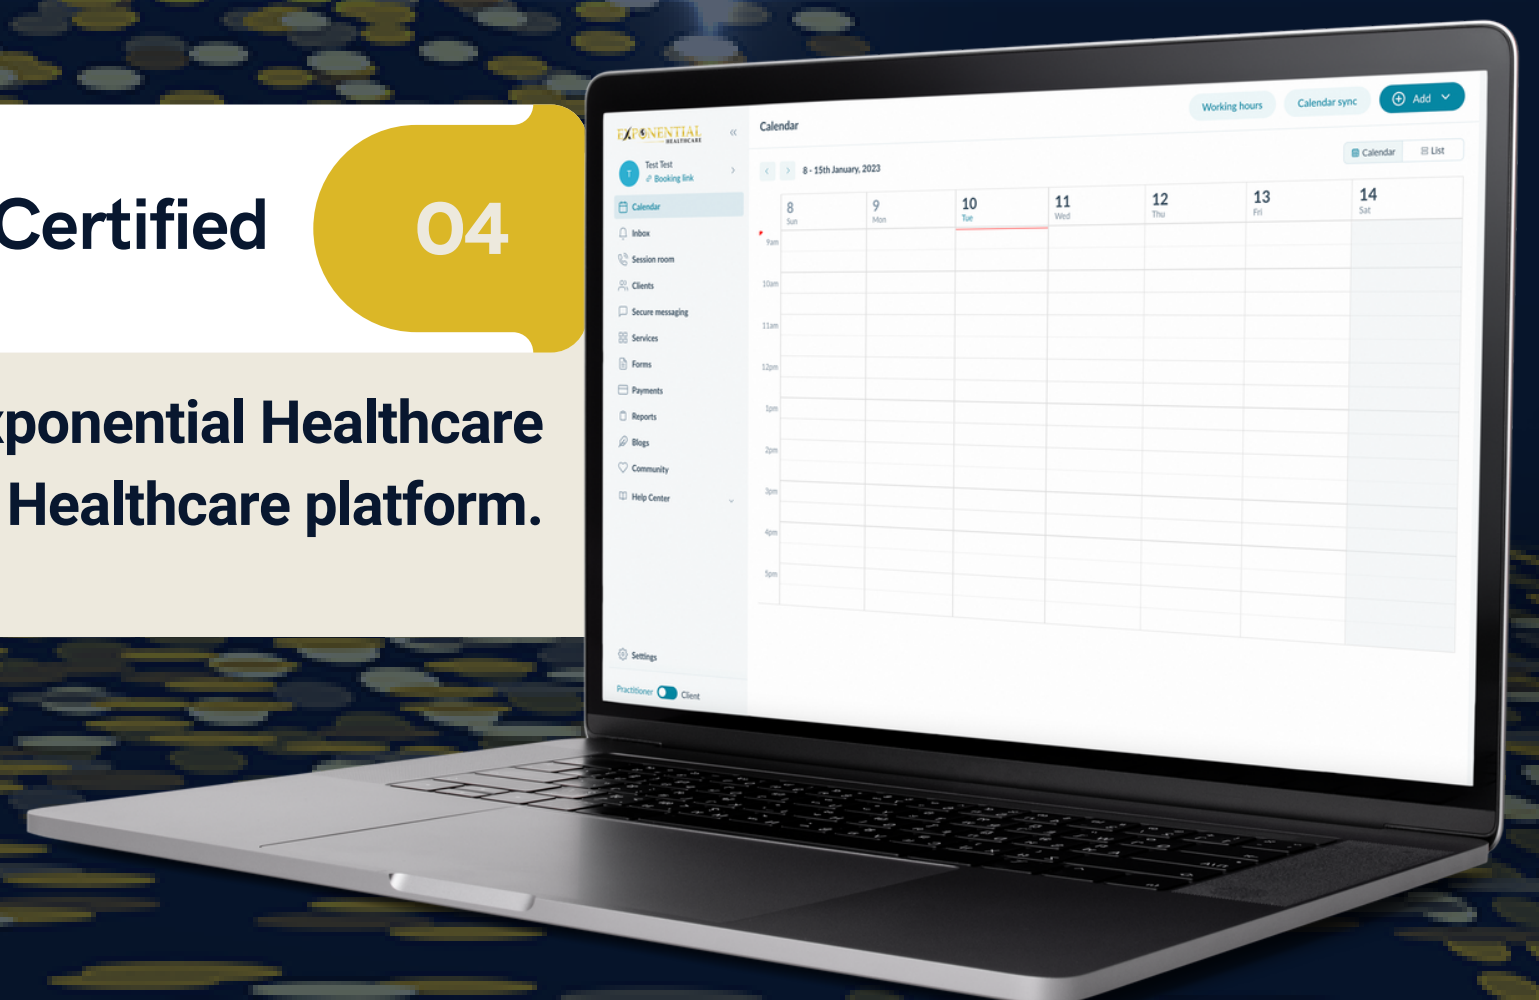 Certified
04
xponential Healthcare
Healthcare platform.
EXPONENTIAL
HEALTHCARE
Test Test
Booking link
Calendar
Inbox
Session room
Clients
Secure messaging
Services
Forms
Payments
Reports
Blogs
Community
Help Center
Settings
Practitioner Client
Calendar
Working hours
Calendar sync
Add
8 - 15th January, 2023
Calendar
List
8 9 10 11 12 13 14
Sun Mon Tue Wed Thu Fri Sat
9am
10am
11am
12pm
1pm
2pm
3pm
4pm
5pm